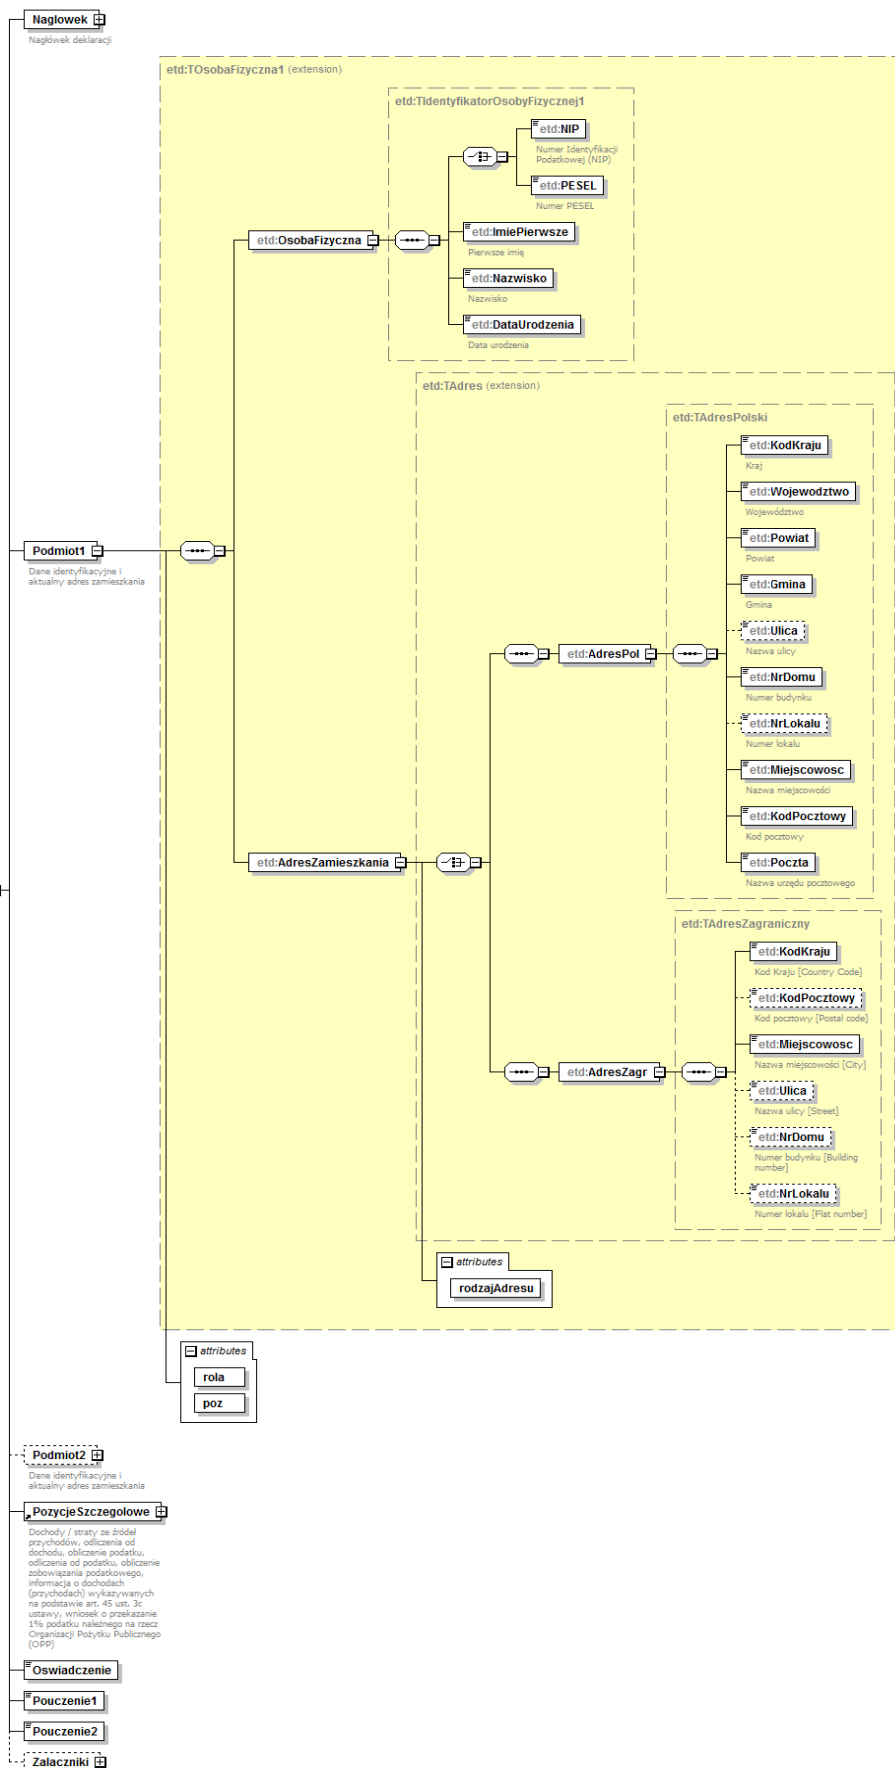 Naglowek
Nagłówek deklaracji
etd:TOsobaFizyczna1 (extension)
etd:TIdentyfikatorOsobyFizycznej1
etd:NIP
Numer Identyfikacji
Podatkowej (NIP)
etd:PESEL
Numer PESEL
etd:OsobaFizyczna
etd:ImiePierwsze
Pierwsze imię
etd:Nazwisko
Nazwisko
etd:DataUrodzenia
Data urodzenia
etd:TAdres (extension)
etd:TAdresPolski
etd:KodKraju
Kraj
etd:Wojewodztwo
Województwo
etd:Powiat
Powiat
Podmiot1
Dane identyfikacyjne i
aktualny adres zamieszkania
etd:Gmina
Gmina
etd:Ulica
Nazwa ulicy
etd:AdresPol
etd:NrDomu
Numer budynku
etd:NrLokalu
Numer lokalu
etd:Miejscowosc
Nazwa miejscowości
etd:KodPocztowy
Kod pocztowy
etd:AdresZamieszkania
etd:Poczta
Nazwa urzędu pocztowego
etd:TAdresZagraniczny
etd:KodKraju
Kod Kraju [Country Code]
etd:KodPocztowy
Kod pocztowy [Postal code]
etd:Miejscowosc
Nazwa miejscowości [City]
etd:AdresZagr
etd:Ulica
Nazwa ulicy [Street]
etd:NrDomu
Numer budynku [Building
number]
etd:NrLokalu
Numer lokalu [Flat number]
attributes
rodzajAdresu
attributes
rola
poz
Podmiot2
Dane identyfikacyjne i
aktualny adres zamieszkania
PozycjeSzczegolowe
Dochody / straty ze źródeł
przychodów, odliczenia od
dochodu, obliczenie podatku,
odliczenia od podatku, obliczenie
zobowiązania podatkowego,
informacja o dochodach
(przychodach) wykazywanych
na podstawie art. 45 ust. 3c
ustawy, wniosek o przekazanie
1% podatku należnego na rzecz
Organizacji Pożytku Publicznego
(OPP)
Oswiadczenie
Pouczenie1
Pouczenie2
Zalaczniki